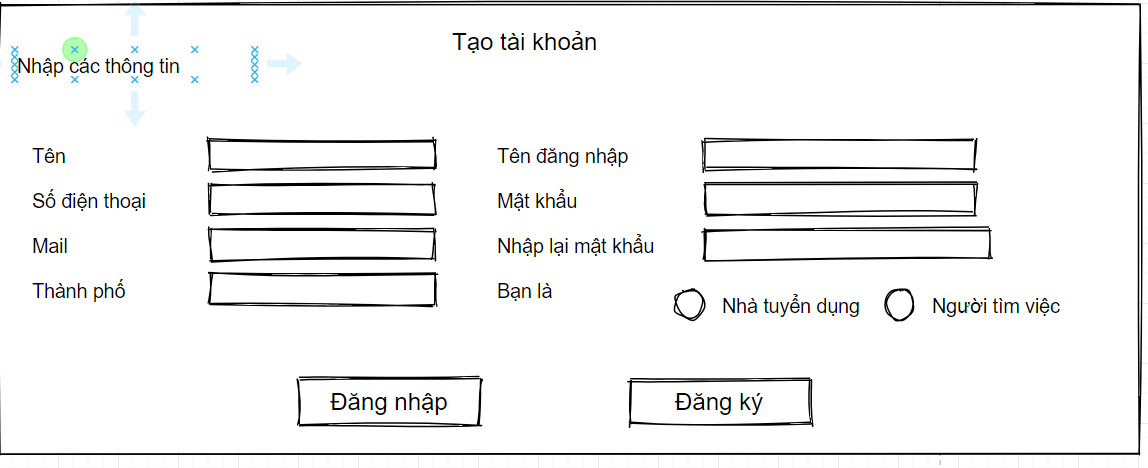 Tạo tài khoản
Nhập các thông tin
Tên
Tên đăng nhập
Số điện thoại
Mật khẩu
Mail
Nhập lại mật khẩu
Thành phố
Bạn là
Nhà tuyển dụng
Người tìm việc
Đăng nhập
Đăng ký